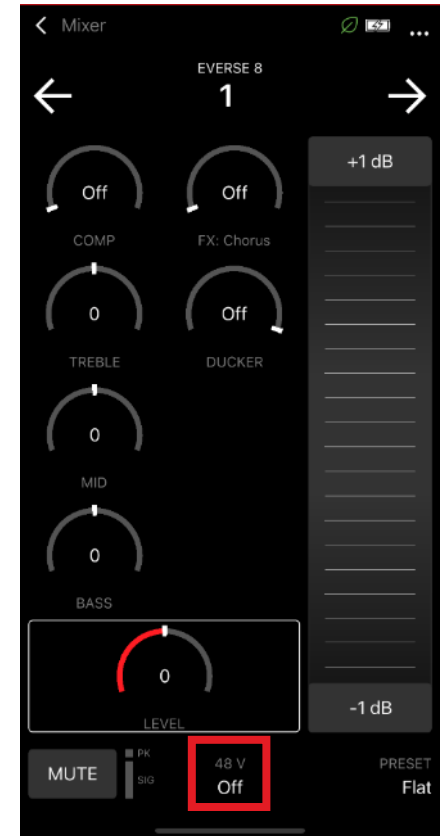 Mixer
...
EVERSE 8
1
Off
COMP
Off
FX: Chorus
+1 dB
0
TREBLE
Off
DUCKER
0
MID
0
BASS
0
LEVEL
-1 dB
MUTE
PK
SIG
48 V
Off
PRESET
Flat